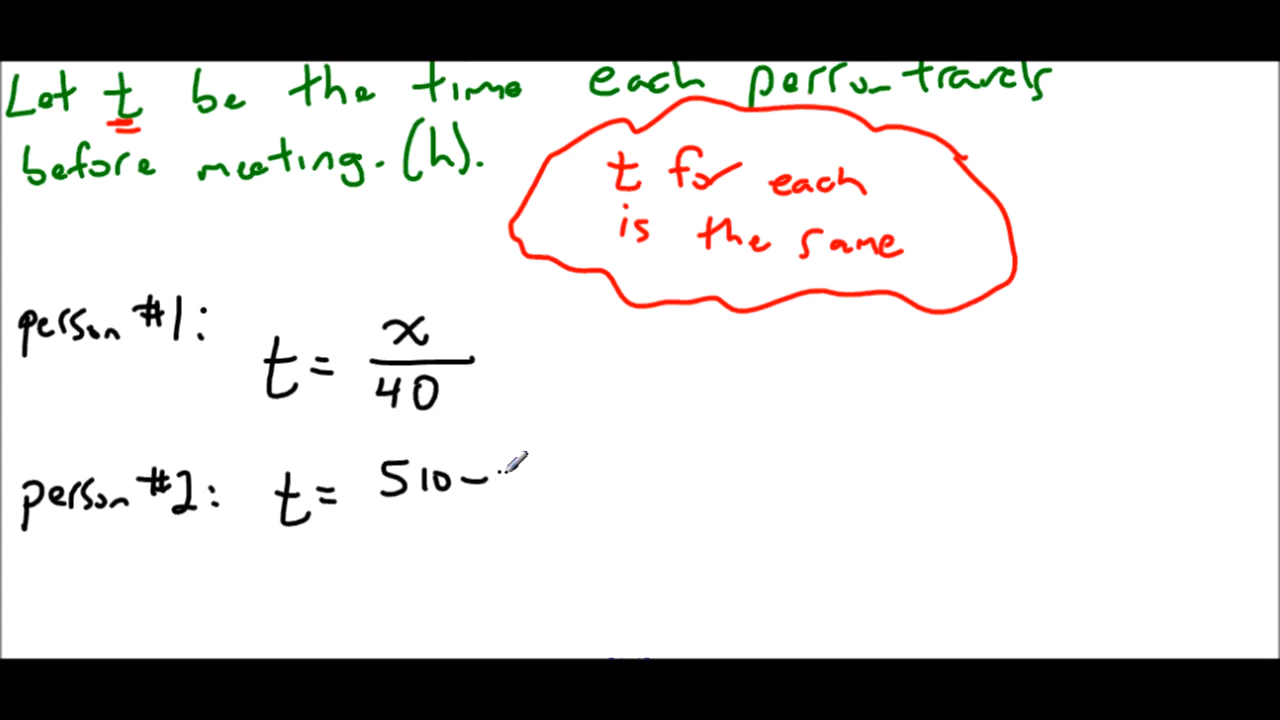 Let t be the time each person travels
before meeting. (h).
t for each
is the same
person #1: t = x/40
person #2: t = 510-